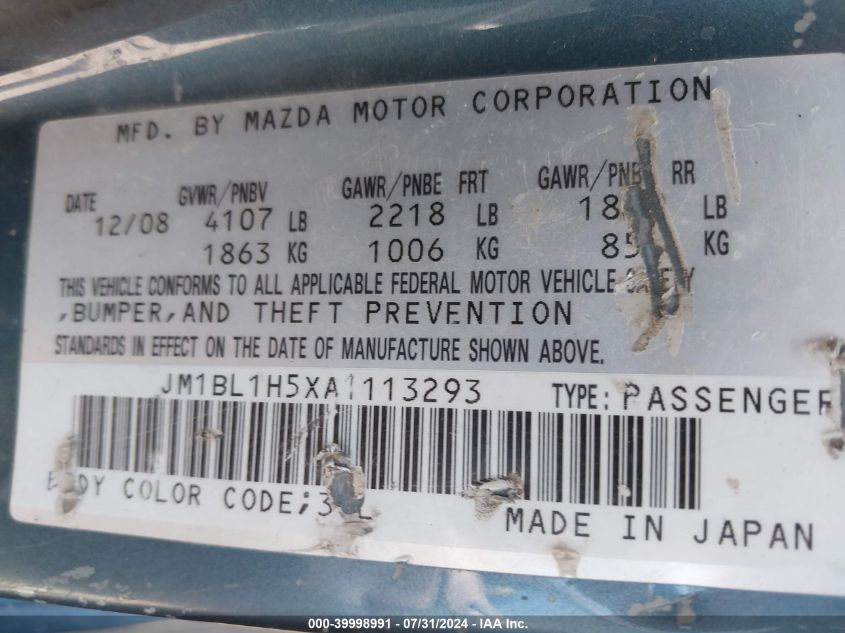 MFD. BY MAZDA MOTOR CORPORATION
DATE GVWR/PNBV GAWR/PNBE FRT RR
12/08 4107 LB 2218 LB LB
1863 KG 1006 KG KG
THIS VEHICLE CONFORMS TO ALL APPLICABLE FEDERAL MOTOR VEHICLE SAFETY
,BUMPER,AND THEFT PREVENTION
STANDARDS IN EFFECT ON THE DATE OF MANUFACTURE SHOWN ABOVE.
JM1BL1H5XA1113293 TYPE: PASSENGER
COLOR CODE; MADE IN JAPAN
000-39998991 / 07/31/2024 - IAA Inc.